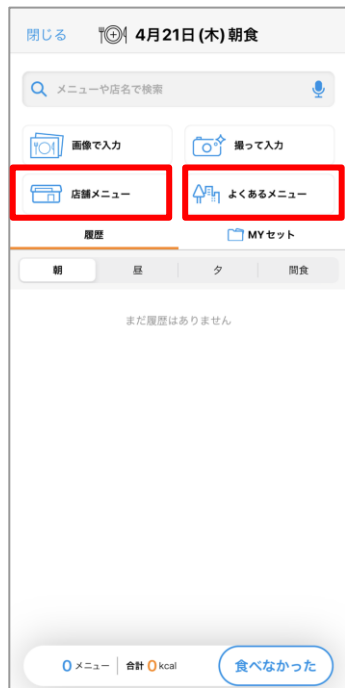 閉じる 4月21日(木)朝食
メニューや店名で検索
画像で入力 撮って入力
店舗メニュー よくあるメニュー
履歴 MYセット
朝 昼 夕 間食
まだ履歴はありません
0メニュー 合計 0 kcal 食べなかった